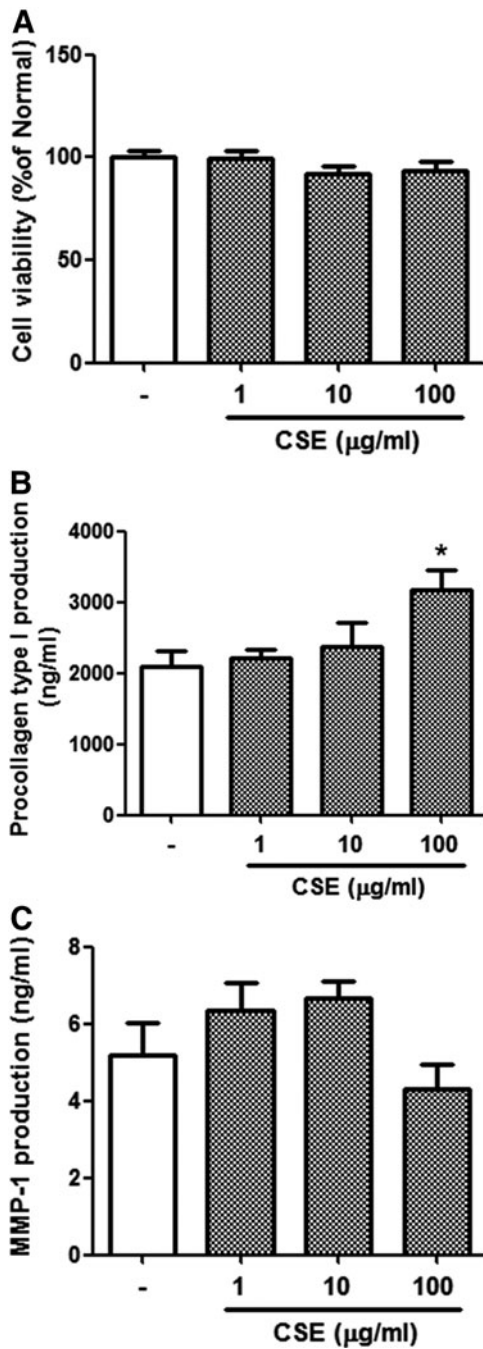 A
Cell viability (%of Normal)
150
100
50
0
- 1 10 100
CSE (μg/ml)
B
Procollagen type I production
(ng/ml)
4000
3000
2000
1000
0
*
- 1 10 100
CSE (μg/ml)
C
MMP-1 production (ng/ml)
8
6
4
2
0
- 1 10 100
CSE (μg/ml)